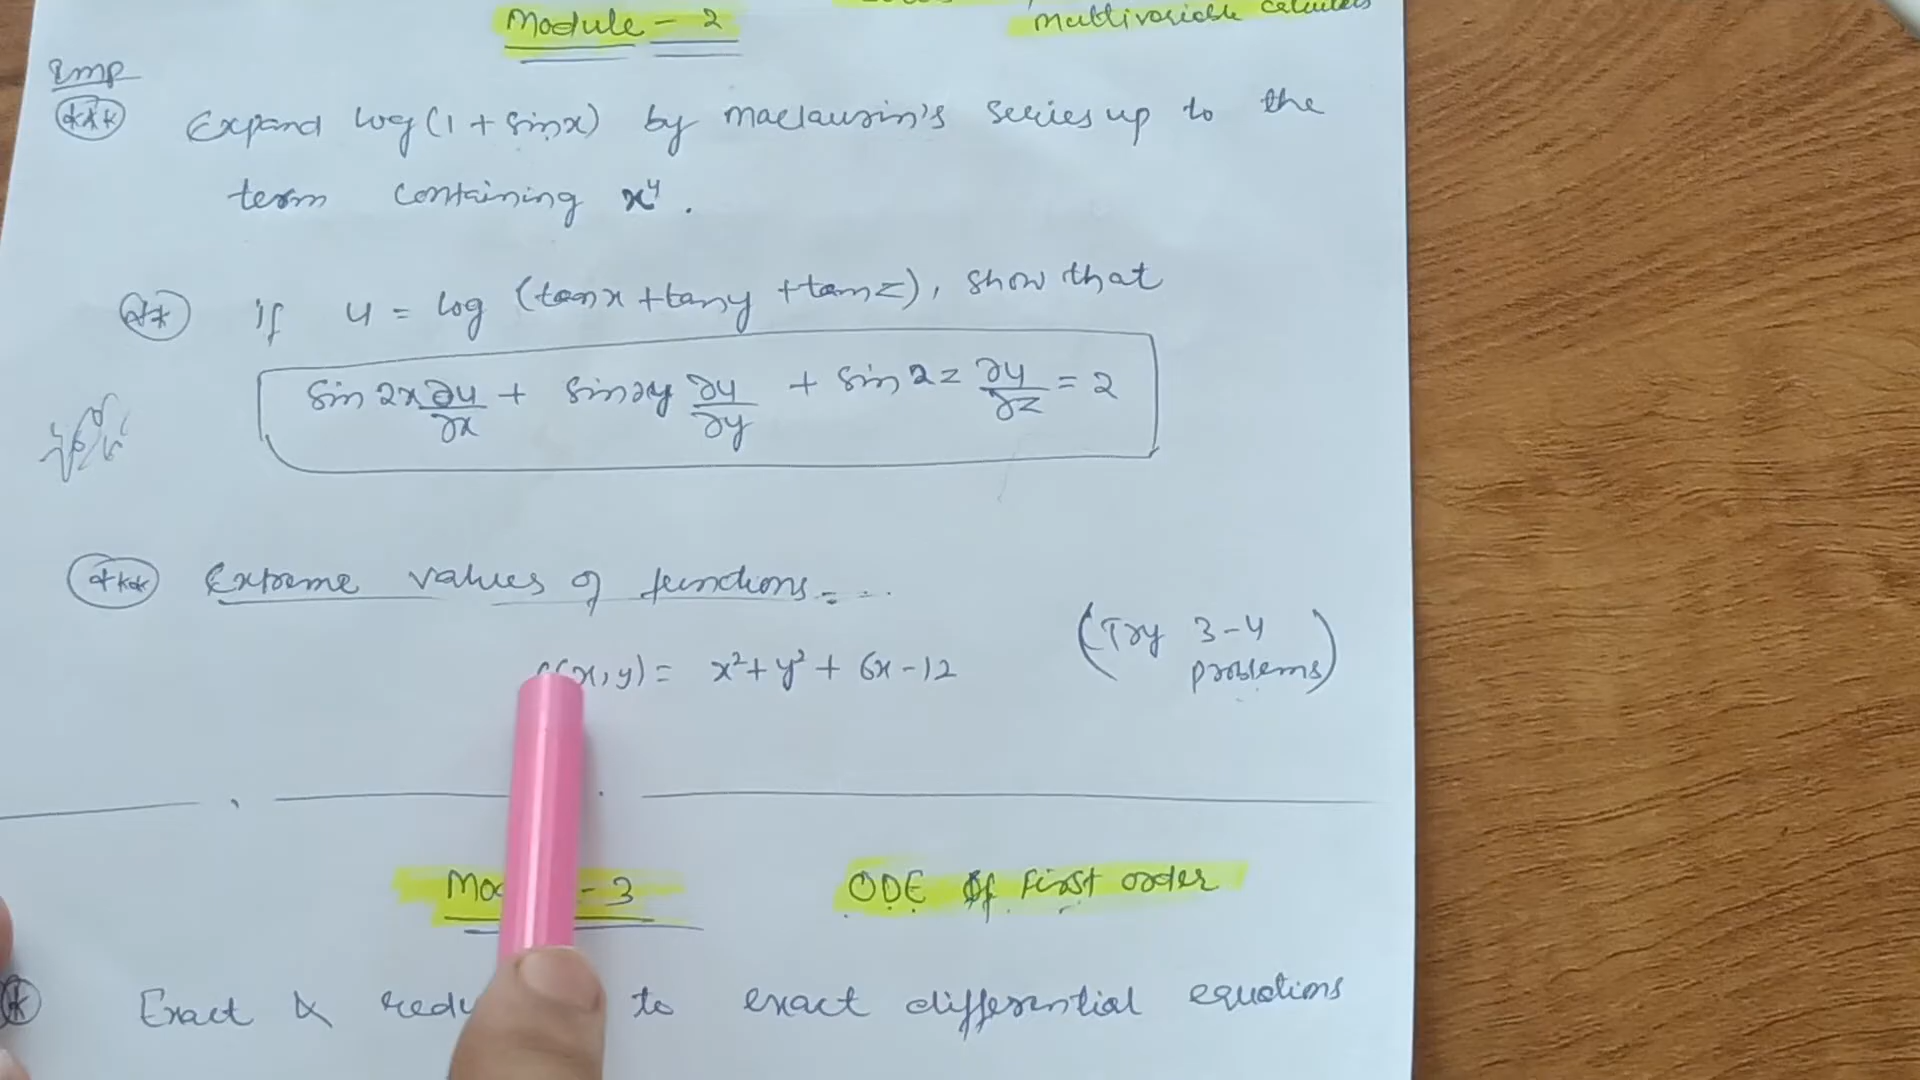 Module - 2
Multivariable calculus
Imp
Expand log(1 + sinx) by maclaurin's series up to the
term containing x⁴.
If u = log (tanx + tany + tanz), show that
sin 2x ∂u/∂x + sin 2y ∂u/∂y + sin 2z ∂u/∂z = 2
Extreme values of functions - ..
(x, y) = x² + y² + 6x - 12
(Try 3-4
problems)
- 3
ODE of First order
Exact & to exact differential equations